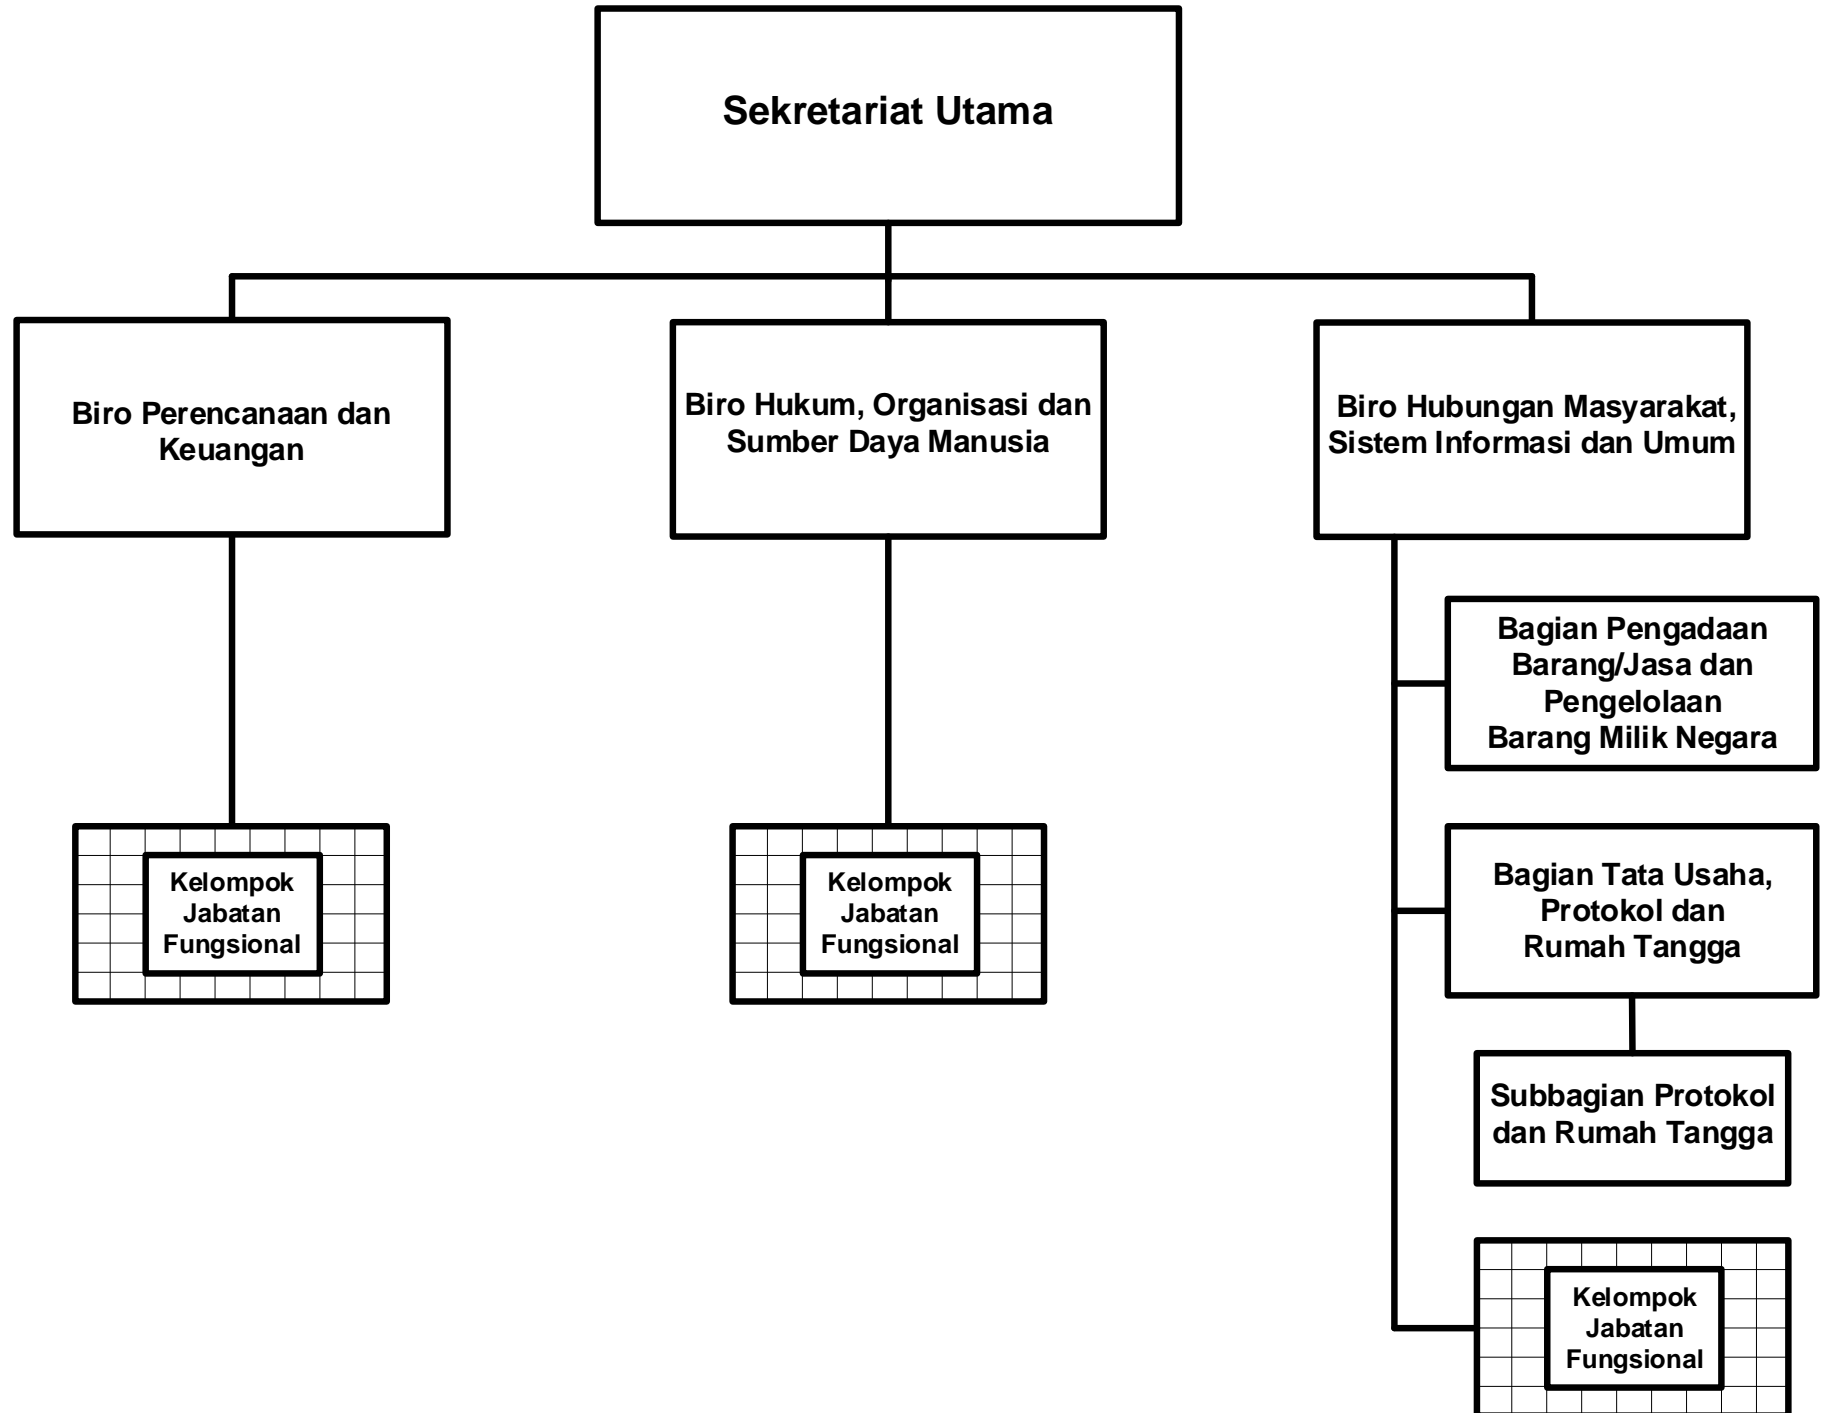 Sekretariat Utama
Biro Perencanaan dan
Keuangan
Biro Hukum, Organisasi dan
Sumber Daya Manusia
Biro Hubungan Masyarakat,
Sistem Informasi dan Umum
Bagian Pengadaan
Barang/Jasa dan
Pengelolaan
Barang Milik Negara
Kelompok
Jabatan
Fungsional
Kelompok
Jabatan
Fungsional
Bagian Tata Usaha,
Protokol dan
Rumah Tangga
Subbagian Protokol
dan Rumah Tangga
Kelompok
Jabatan
Fungsional